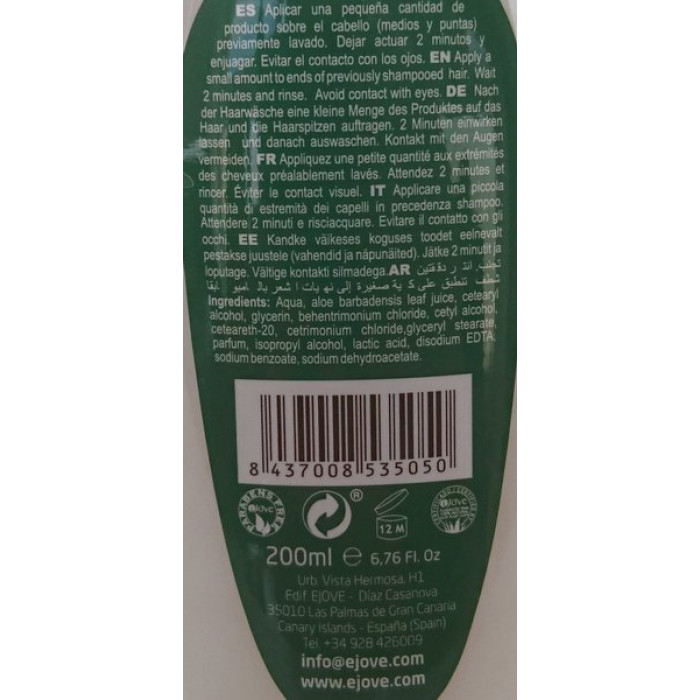 ES Aplicar una pequeña cantidad de
producto sobre el cabello (medios y puntas)
previamente lavado. Dejar actuar 2 minutos y
enjuagar. Evitar el contacto con los ojos. EN Apply a
small amount to ends of previously shampooed hair. Wait
2 minutes and rinse. Avoid contact with eyes. DE Nach
der Haarwäsche eine kleine Menge des Produktes auf das
Haar und die Haarspitzen auftragen. 2 Minuten einwirken
lassen und danach auswaschen. Kontakt mit den Augen
vermeiden. FR Appliquez une petite quantité aux extrémités
des cheveux préalablement lavés. Attendez 2 minutes et
rincer. Éviter le contact visuel. IT Applicare una piccola
quantità di estremità dei capelli in precedenza shampoo.
Attendere 2 minuti e risciacquare. Evitare il contatto con gli
occhi. EE Kandke väikeses koguses toodet eelnevalt
pestakse juustele (vahendid ja näpunäited). Jätke 2 minutit ja
loputage. Vältige kontakti silmadega. AR
Ingredients: Aqua, aloe barbadensis leaf juice, cetearyl
alcohol, glycerin, behentrimonium chloride, cetyl alcohol,
ceteareth-20, cetrimonium chloride,glyceryl stearate,
parfum, isopropyl alcohol, lactic acid, disodium EDTA,
sodium benzoate, sodium dehydroacetate.
8 437008 535050
PARABENS FREE
ejove
®
12 M
ejove
200ml e 6,76 Fl. Oz
Urb. Vista Hermosa, H1
Edif EJOVE - Díaz Casanova
35010 Las Palmas de Gran Canaria
Canary Islands - España (Spain)
Tel. +34 928 426009
info@ejove.com
www.ejove.com